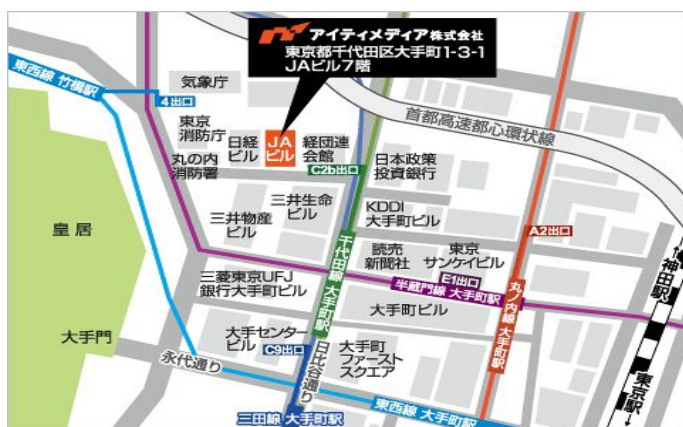 アイティメディア株式会社
東京都千代田区大手町1-3-1
JAビル7階
東西線 竹橋駅
気象庁
4出口
首都高速都心環状線
東京
消防庁
日経
ビル
JA
ビル
経団連
会館
丸の内
消防署
C2b出口
日本政策
投資銀行
三井生命
ビル
三井物産
ビル
KDDI
大手町ビル
皇居
A2出口
千代田線 大手町駅
読売
新聞社
東京
サンケイビル
E1出口
丸ノ内線 大手町駅
半蔵門線 大手町駅
三菱東京UFJ
銀行大手町ビル
大手町ビル
神田駅
大手門
大手センター
ビル
C9出口
日比谷通り
大手町
ファースト
スクエア
永代通り
東京駅
三田線 大手町駅
東西線 大手町駅